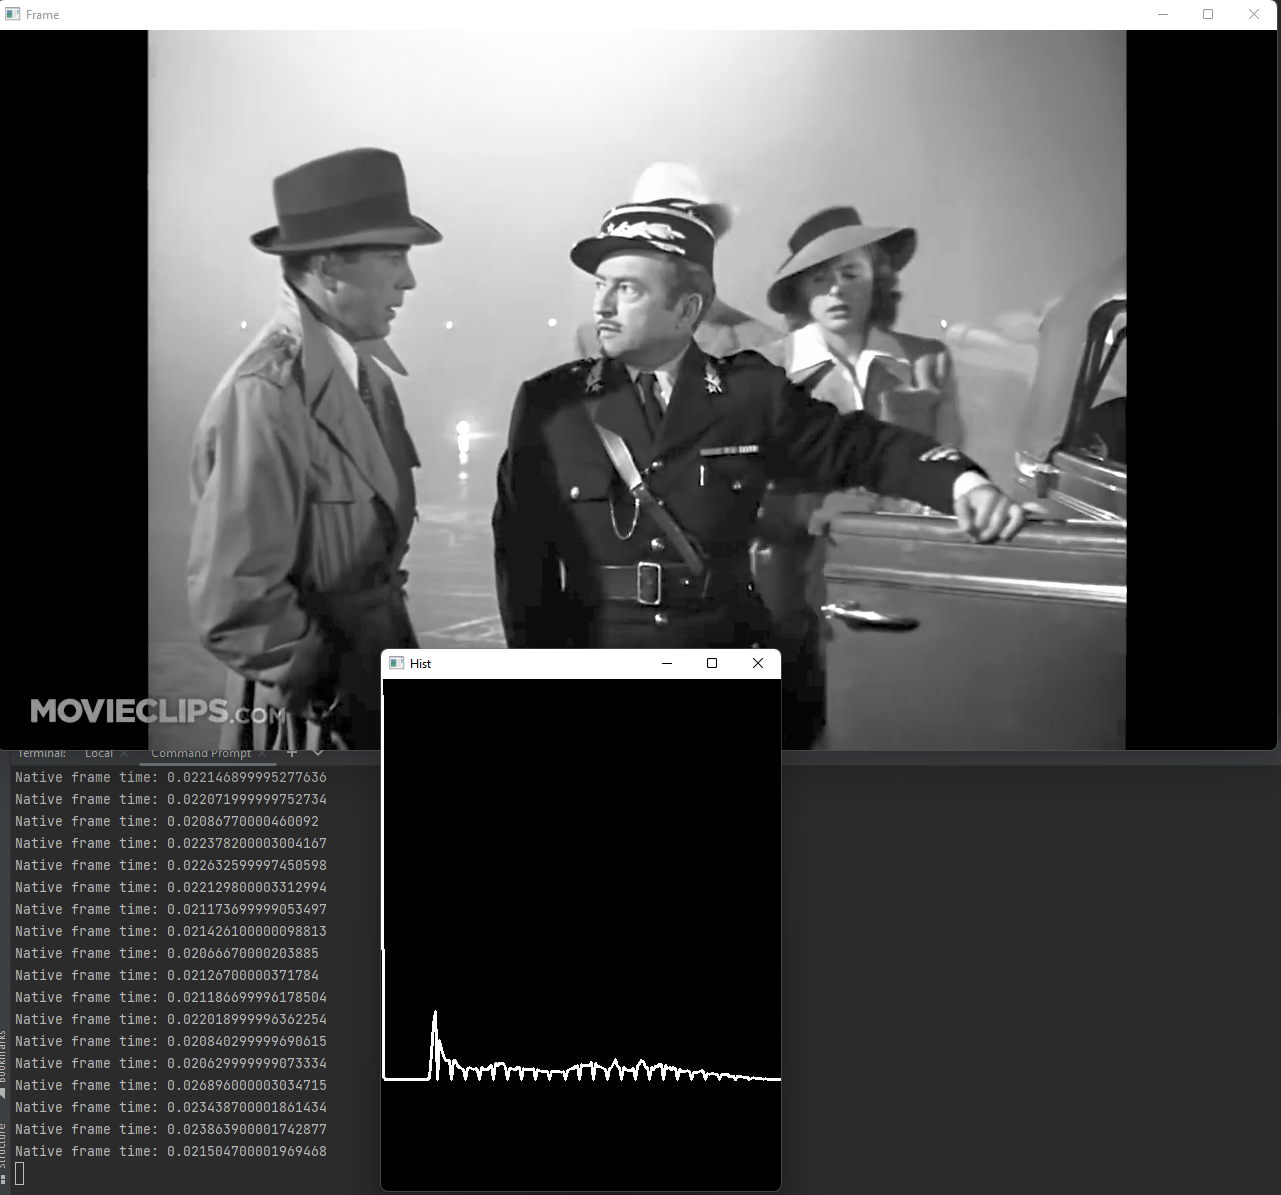 Frame
MOVIECLIPS.COM
Hist
Terminal: Local Command Prompt
Native frame time: 0.022146899995277636
Native frame time: 0.022071999999752734
Native frame time: 0.02086770000460092
Native frame time: 0.022378200003004167
Native frame time: 0.022632599997450598
Native frame time: 0.022129800003312994
Native frame time: 0.021173699999053497
Native frame time: 0.021426100000098813
Native frame time: 0.02066670000203885
Native frame time: 0.02126700000371784
Native frame time: 0.021186699996178504
Native frame time: 0.022018999996362254
Native frame time: 0.020840299999690615
Native frame time: 0.020629999999073334
Native frame time: 0.026896000003034715
Native frame time: 0.023438700001861434
Native frame time: 0.023863900001742877
Native frame time: 0.021504700001969468
Bookmarks
Structure